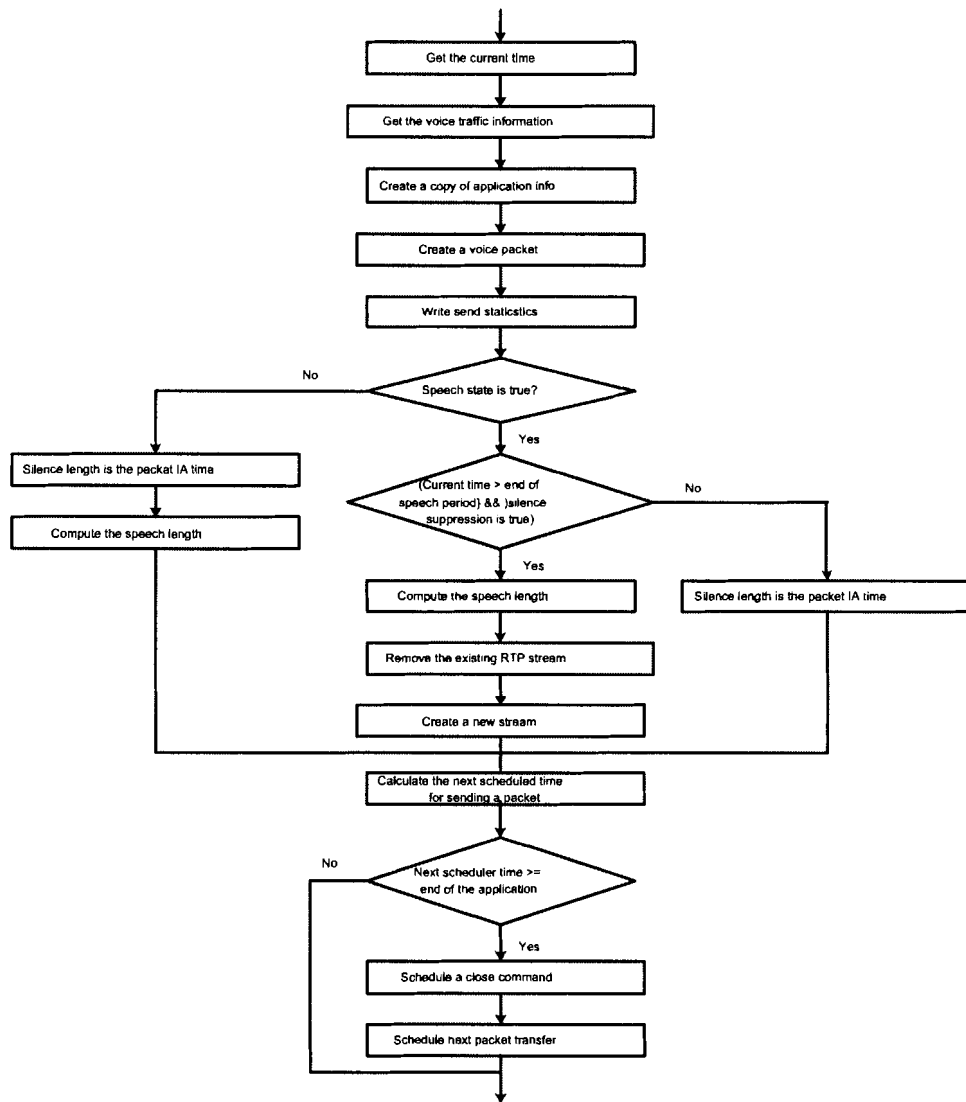 Get the current time
Get the voice traffic information
Create a copy of application info
Create a voice packet
Write send staticstics
No
Speech state is true?
Yes
Silence length is the packet IA time
(Current time > end of
speech period} && )silence
suppression is true)
No
Compute the speech length
Yes
Compute the speech length
Silence length is the packet IA time
Remove the existing RTP stream
Create a new stream
Calculate the next scheduled time
for sending a packet
No
Next scheduler time >=
end of the application
Yes
Schedule a close command
Schedule next packet transfer